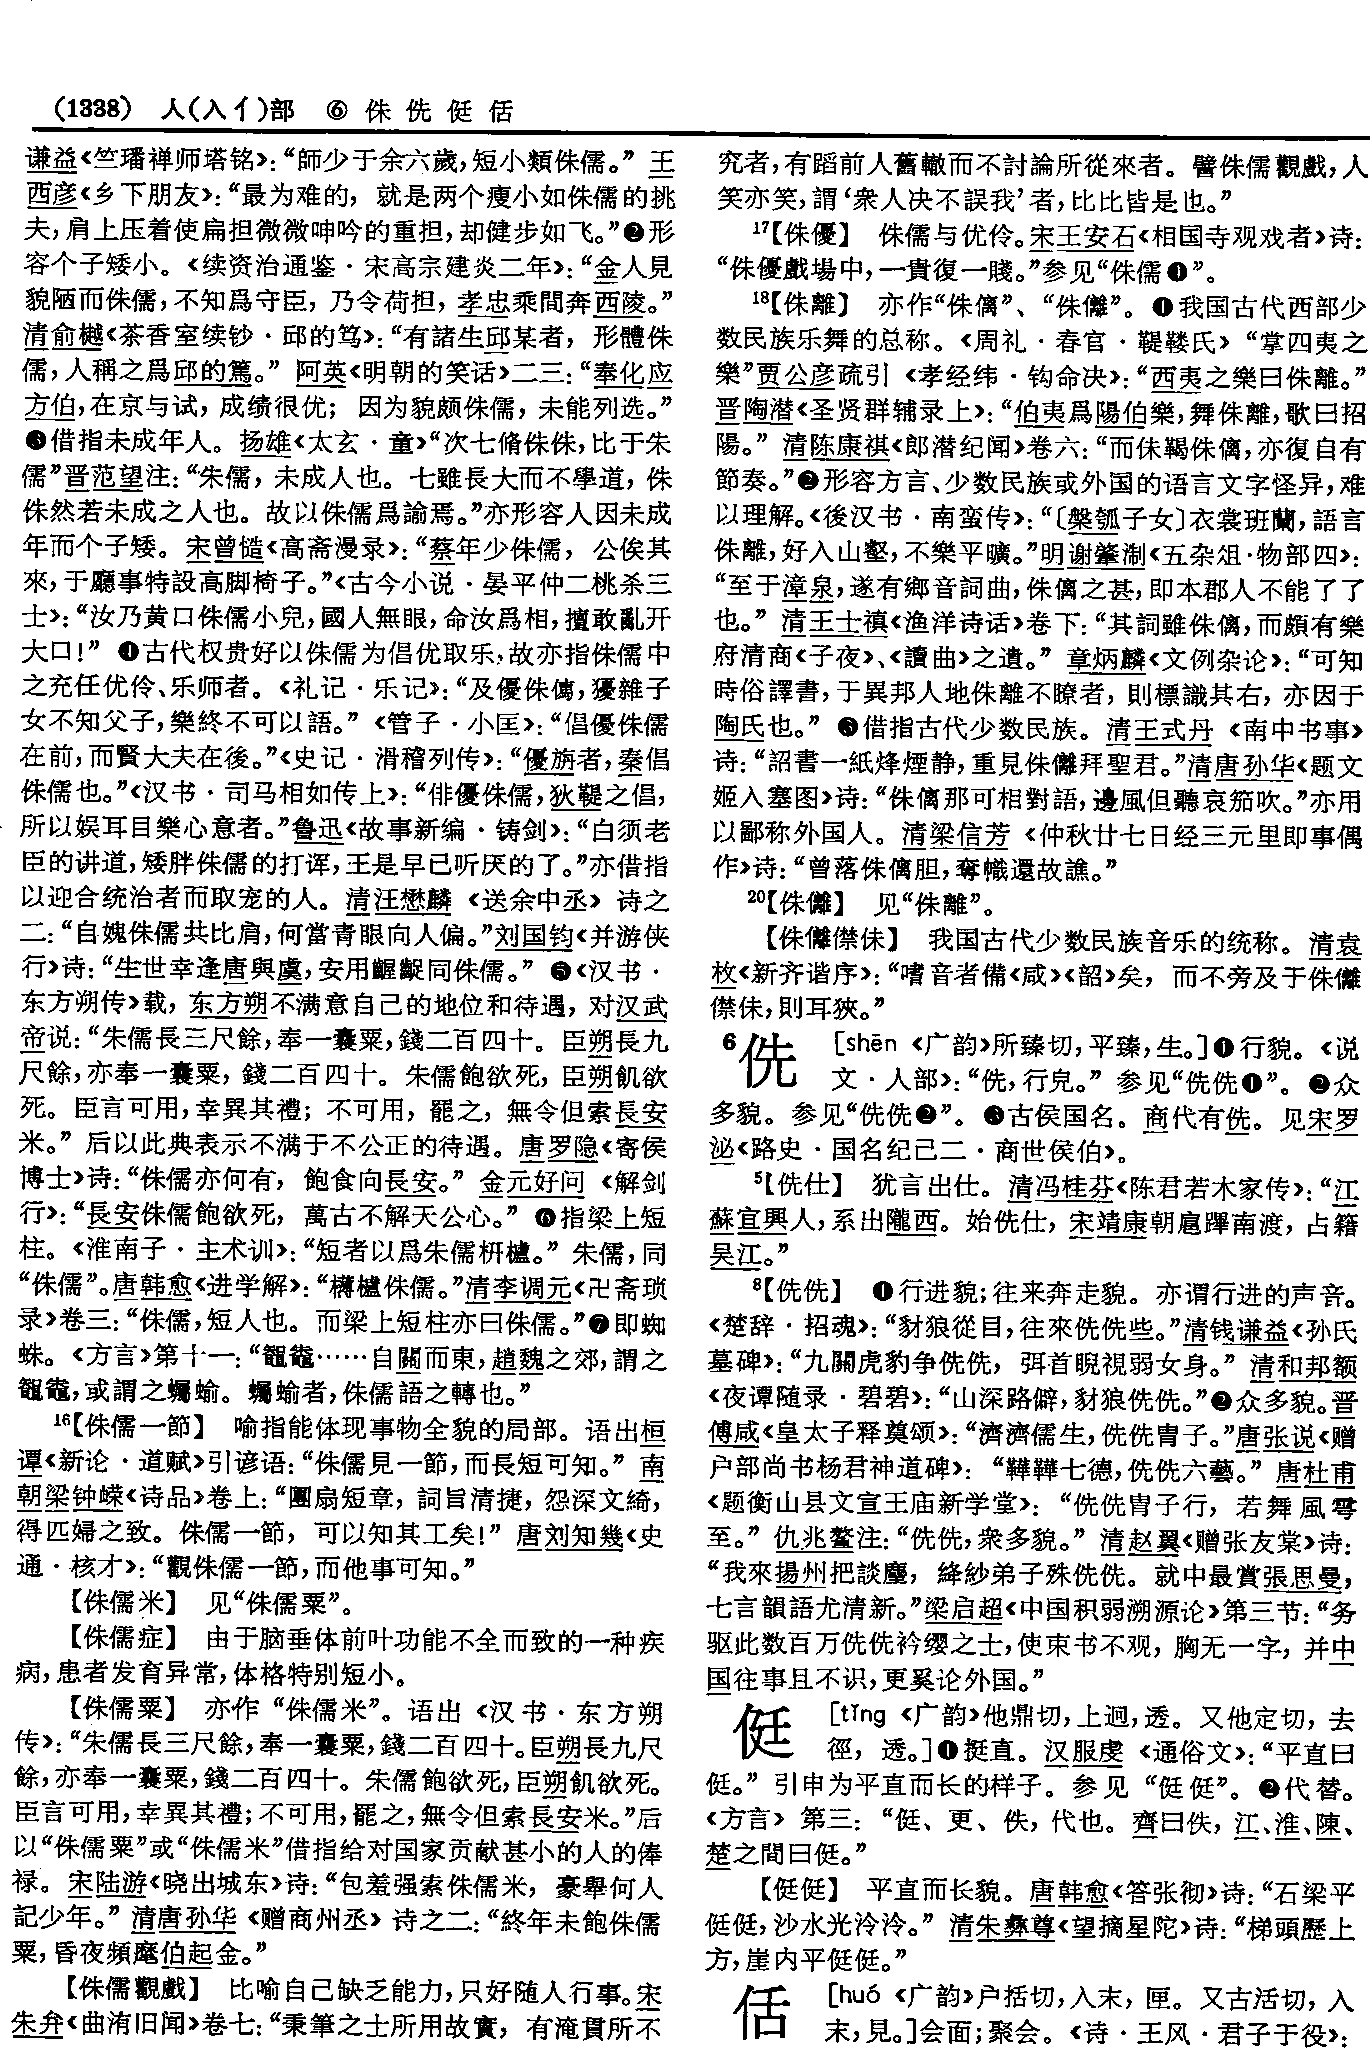 (1338) 人(入亻)部 ⑥ 侏侁侹佸
谦益《竺璠禅师塔铭》：“師少于余六歲，短小類侏儒。” 王
西彦《乡下朋友》：“最为难的，就是两个瘦小如侏儒的挑
夫，肩上压着使扁担微微呻吟的重担，却健步如飞。”❷形
容个子矮小。《续资治通鉴·宋高宗建炎二年》：“金人見
貌陋而侏儒，不知爲守臣，乃令荷担，孝忠乘間奔西陵。”
清俞樾《茶香室续钞·邱的笃》：“有諸生邱某者，形體侏
儒，人稱之爲邱的篤。” 阿英《明朝的笑话》二三：“奉化应
方伯，在京与试，成绩很优；因为貌颇侏儒，未能列选。”
❸借指未成年人。扬雄《太玄·童》“次七脩侏侏，比于朱
儒”晋范望注：“朱儒，未成人也。七雖長大而不學道，侏
侏然若未成之人也。故以侏儒爲諭焉。”亦形容人因未成
年而个子矮。宋曾慥《高斋漫录》：“蔡年少侏儒，公俟其
來，于廳事特設高脚椅子。”《古今小说·晏平仲二桃杀三
士》：“汝乃黄口侏儒小兒，國人無眼，命汝爲相，擅敢亂开
大口！” ❹古代权贵好以侏儒为倡优取乐，故亦指侏儒中
之充任优伶、乐师者。《礼记·乐记》：“及優侏儒，獶雜子
女不知父子，樂終不可以語。”《管子·小匡》：“倡優侏儒
在前，而賢大夫在後。”《史记·滑稽列传》：“優旃者，秦倡
侏儒也。”《汉书·司马相如传上》：“俳優侏儒，狄鞮之倡，
所以娱耳目樂心意者。”鲁迅《故事新编·铸剑》：“白须老
臣的讲道，矮胖侏儒的打诨，王是早已听厌的了。”亦借指
以迎合统治者而取宠的人。清汪懋麟《送余中丞》诗之
二：“自媿侏儒共比肩，何當青眼向人偏。”刘国钧《并游侠
行》诗：“生世幸逢唐與虞，安用齷齪同侏儒。” ❺《汉书·
东方朔传》载，东方朔不满意自己的地位和待遇，对汉武
帝说：“朱儒長三尺餘，奉一囊粟，錢二百四十。臣朔長九
尺餘，亦奉一囊粟，錢二百四十。朱儒飽欲死，臣朔飢欲
死。臣言可用，幸異其禮；不可用，罷之，無令但索長安
米。” 后以此典表示不满于不公正的待遇。唐罗隐《寄侯
博士》诗：“侏儒亦何有，飽食向長安。” 金元好问《解剑
行》：“長安侏儒飽欲死，萬古不解天公心。” ❻指梁上短
柱。《淮南子·主术训》：“短者以爲朱儒枅櫨。” 朱儒，同
“侏儒”。唐韩愈《进学解》：“欂櫨侏儒。”清李调元《卍斋琐
录》卷三：“侏儒，短人也。而梁上短柱亦曰侏儒。”❼即蜘
蛛。《方言》第十一：“鼅鼄……自關而東，趙魏之郊，謂之
鼅鼄，或謂之蠾蝓。蠾蝓者，侏儒語之轉也。”
16【侏儒一節】 喻指能体现事物全貌的局部。语出桓
谭《新论·道赋》引谚语：“侏儒見一節，而長短可知。” 南
朝梁钟嵘《诗品》卷上：“團扇短章，詞旨清捷，怨深文綺，
得匹婦之致。侏儒一節，可以知其工矣！” 唐刘知幾《史
通·核才》：“觀侏儒一節，而他事可知。”
【侏儒米】 见“侏儒粟”。
【侏儒症】 由于脑垂体前叶功能不全而致的一种疾
病，患者发育异常，体格特别短小。
【侏儒粟】 亦作“侏儒米”。语出《汉书·东方朔
传》：“朱儒長三尺餘，奉一囊粟，錢二百四十。臣朔長九尺
餘，亦奉一囊粟，錢二百四十。朱儒飽欲死，臣朔飢欲死。
臣言可用，幸異其禮；不可用，罷之，無令但索長安米。”后
以“侏儒粟”或“侏儒米”借指给对国家贡献甚小的人的俸
禄。宋陆游《晓出城东》诗：“包羞强索侏儒米，豪舉何人
記少年。” 清唐孙华《赠商州丞》诗之二：“終年未飽侏儒
粟，昏夜頻麾伯起金。”
【侏儒觀戲】 比喻自己缺乏能力，只好随人行事。宋
朱弁《曲洧旧闻》卷七：“秉筆之士所用故實，有淹貫所不
究者，有蹈前人舊轍而不討論所從來者。譬侏儒觀戲，人
笑亦笑，謂‘衆人决不誤我’者，比比皆是也。”
17【侏優】 侏儒与优伶。宋王安石《相国寺观戏者》诗：
“侏優戲場中，一貴復一賤。”参见“侏儒❶”。
18【侏離】 亦作“侏㒧”、“侏儺”。❶我国古代西部少
数民族乐舞的总称。《周礼·春官·鞮鞻氏》“掌四夷之
樂”贾公彦疏引《孝经纬·钩命决》：“西夷之樂曰侏離。”
晋陶潜《圣贤群辅录上》：“伯夷爲陽伯樂，舞侏離，歌曰招
陽。” 清陈康祺《郎潜纪闻》卷六：“而佅鞨侏㒧，亦復自有
節奏。”❷形容方言、少数民族或外国的语言文字怪异，难
以理解。《後汉书·南蛮传》：“〔槃瓠子女〕衣裳班蘭，語言
侏離，好入山壑，不樂平曠。”明谢肇淛《五杂俎·物部四》：
“至于漳泉，遂有鄉音詞曲，侏㒧之甚，即本郡人不能了了
也。” 清王士禛《渔洋诗话》卷下：“其詞雖侏㒧，而頗有樂
府清商《子夜》、《讀曲》之遺。” 章炳麟《文例杂论》：“可知
時俗譯書，于異邦人地侏離不瞭者，則標識其右，亦因于
陶氏也。” ❸借指古代少数民族。清王式丹《南中书事》
诗：“詔書一紙烽煙静，重見侏儺拜聖君。”清唐孙华《题文
姬入塞图》诗：“侏㒧那可相對語，邊風但聽哀笳吹。”亦用
以鄙称外国人。清梁信芳《仲秋廿七日经三元里即事偶
作》诗：“曾落侏㒧胆，奪幟還故譙。”
20【侏儺】 见“侏離”。
【侏儺僸佅】 我国古代少数民族音乐的统称。清袁
枚《新齐谐序》：“嗜音者備《咸》《韶》矣，而不旁及于侏儺
僸佅，則耳狹。”
6侁 [shēn《广韵》所臻切，平臻，生。]❶行貌。《说
文·人部》：“侁，行皃。” 参见“侁侁❶”。❷众
多貌。参见“侁侁❷”。❸古侯国名。商代有侁。见宋罗
泌《路史·国名纪己二·商世侯伯》。
5【侁仕】 犹言出仕。清冯桂芬《陈君若木家传》：“江
蘇宜興人，系出隴西。始侁仕，宋靖康朝扈蹕南渡，占籍
吴江。”
8【侁侁】 ❶行进貌；往来奔走貌。亦谓行进的声音。
《楚辞·招魂》：“豺狼從目，往來侁侁些。”清钱谦益《孙氏
墓碑》：“九關虎豹争侁侁，弭首睨視弱女身。” 清和邦额
《夜谭随录·碧碧》：“山深路僻，豺狼侁侁。”❷众多貌。晋
傅咸《皇太子释奠颂》：“濟濟儒生，侁侁胄子。”唐张说《赠
户部尚书杨君神道碑》：“鞾鞾七德，侁侁六藝。” 唐杜甫
《题衡山县文宣王庙新学堂》：“侁侁胄子行，若舞風雩
至。” 仇兆鳌注：“侁侁，衆多貌。” 清赵翼《赠张友棠》诗：
“我來揚州把談麈，絳紗弟子殊侁侁。就中最賞張思曼，
七言韻語尤清新。”梁启超《中国积弱溯源论》第三节：“务
驱此数百万侁侁衿缨之士，使束书不观，胸无一字，并中
国往事且不识，更奚论外国。”
侹 [tǐng《广韵》他鼎切，上迥，透。又他定切，去
徑，透。]❶挺直。汉服虔《通俗文》：“平直曰
侹。” 引申为平直而长的样子。参见“侹侹”。❷代替。
《方言》第三：“侹、更、佚，代也。齊曰佚，江、淮、陳、
楚之間曰侹。”
【侹侹】 平直而长貌。唐韩愈《答张彻》诗：“石梁平
侹侹，沙水光泠泠。” 清朱彝尊《望摘星陀》诗：“梯頭歷上
方，崖内平侹侹。”
佸 [huó《广韵》户括切，入末，匣。又古活切，入
末，見。]会面；聚会。《诗·王风·君子于役》：